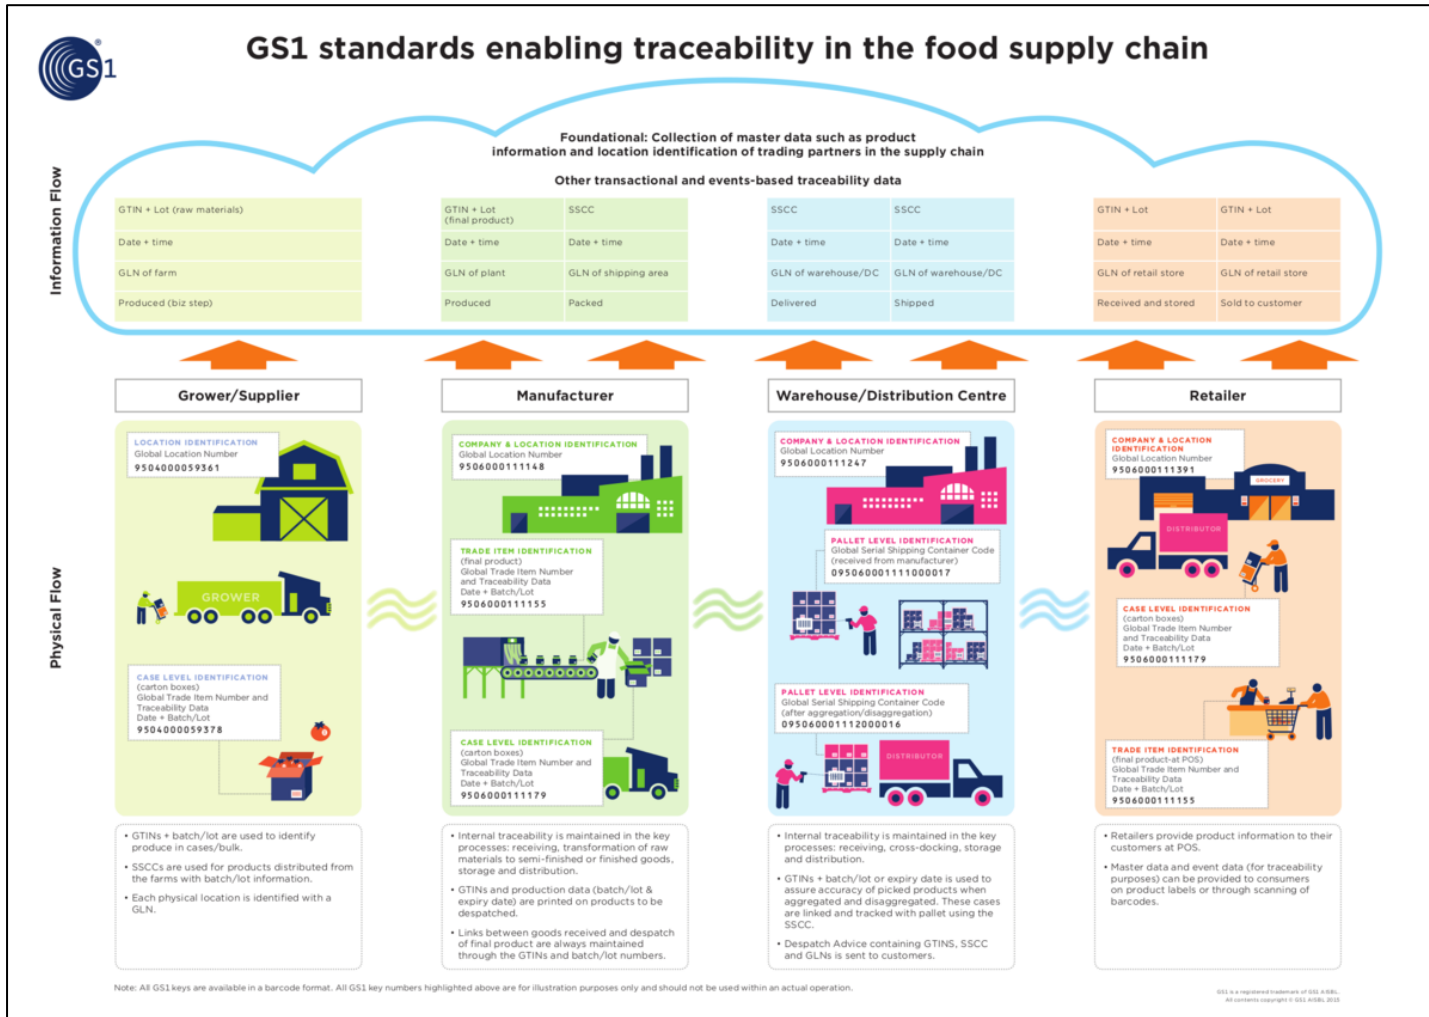 GS1 standards enabling traceability in the food supply chain
GS1
®
Information Flow
Foundational: Collection of master data such as product
information and location identification of trading partners in the supply chain
Other transactional and events-based traceability data
GTIN + Lot (raw materials)
Date + time
GLN of farm
Produced (biz step)
GTIN + Lot
(final product)
Date + time
GLN of plant
Produced
SSCC
Date + time
GLN of shipping area
Packed
SSCC
Date + time
GLN of warehouse/DC
Delivered
SSCC
Date + time
GLN of warehouse/DC
Shipped
GTIN + Lot
Date + time
GLN of retail store
Received and stored
GTIN + Lot
Date + time
GLN of retail store
Sold to customer
Physical Flow
Grower/Supplier
LOCATION IDENTIFICATION
Global Location Number
9504000059361
GROWER
CASE LEVEL IDENTIFICATION
(carton boxes)
Global Trade Item Number and
Traceability Data
Date + Batch/Lot
9504000059378
• GTINs + batch/lot are used to identify
produce in cases/bulk.
• SSCCs are used for products distributed from
the farms with batch/lot information.
• Each physical location is identified with a
GLN.
Manufacturer
COMPANY & LOCATION IDENTIFICATION
Global Location Number
9506000111148
TRADE ITEM IDENTIFICATION
(final product)
Global Trade Item Number
and Traceability Data
Date + Batch/Lot
9506000111155
CASE LEVEL IDENTIFICATION
(carton boxes)
Global Trade Item Number and
Traceability Data
Date + Batch/Lot
9506000111179
• Internal traceability is maintained in the key
processes: receiving, transformation of raw
materials to semi-finished or finished goods,
storage and distribution.
• GTINs and production data (batch/lot &
expiry date) are printed on products to be
despatched.
• Links between goods received and despatch
of final product are always maintained
through the GTINs and batch/lot numbers.
Warehouse/Distribution Centre
COMPANY & LOCATION IDENTIFICATION
Global Location Number
9506000111247
PALLET LEVEL IDENTIFICATION
Global Serial Shipping Container Code
(received from manufacturer)
095060001111000017
PALLET LEVEL IDENTIFICATION
Global Serial Shipping Container Code
(after aggregation/disaggregation)
095060001112000016
DISTRIBUTOR
• Internal traceability is maintained in the key
processes: receiving, cross-docking, storage
and distribution.
• GTINs + batch/lot or expiry date is used to
assure accuracy of picked products when
aggregated and disaggregated. These cases
are linked and tracked with pallet using the
SSCC.
• Despatch Advice containing GTINS, SSCC
and GLNs is sent to customers.
Retailer
COMPANY & LOCATION
IDENTIFICATION
Global Location Number
9506000111391
GROCERY
DISTRIBUTOR
CASE LEVEL IDENTIFICATION
(carton boxes)
Global Trade Item Number
and Traceability Data
Date + Batch/Lot
9506000111179
TRADE ITEM IDENTIFICATION
(final product-at POS)
Global Trade Item Number and
Traceability Data
Date + Batch/Lot
9506000111155
• Retailers provide product information to their
customers at POS.
• Master data and event data (for traceability
purposes) can be provided to consumers
on product labels or through scanning of
barcodes.
Note: All GS1 keys are available in a barcode format. All GS1 key numbers highlighted above are for illustration purposes only and should not be used within an actual operation.
GS1 is a registered trademark of GS1 AISBL.
All contents copyright © GS1 AISBL 2015